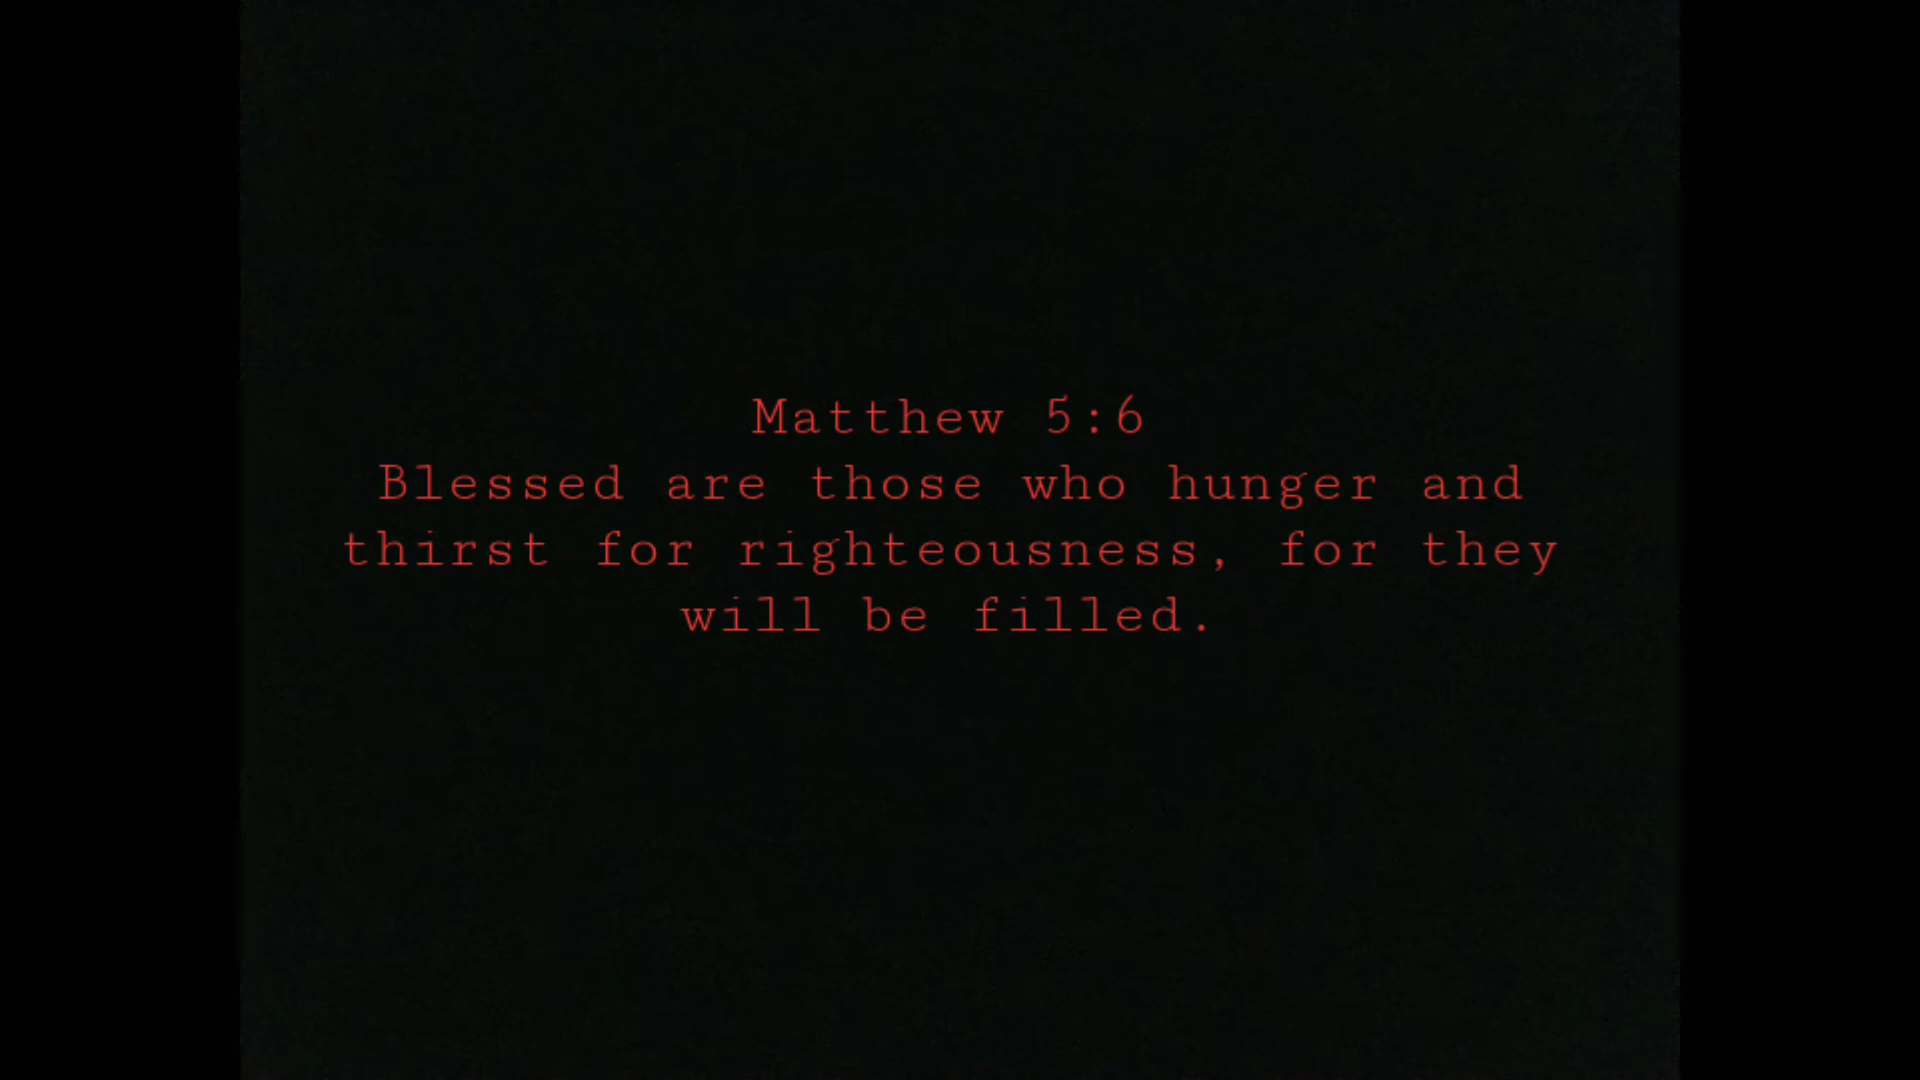 Matthew 5:6
Blessed are those who hunger and
thirst for righteousness, for they
will be filled.